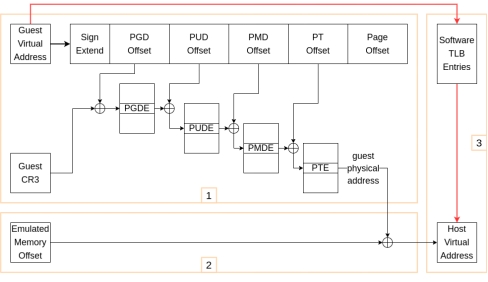 Guest
Virtual
Address
Sign
Extend
PGD
Offset
PUD
Offset
PMD
Offset
PT
Offset
Page
Offset
Software
TLB
Entries
PGDE
PUDE
PMDE
PTE
guest
physical
address
Guest
CR3
1
3
Emulated
Memory
Offset
2
Host
Virtual
Address